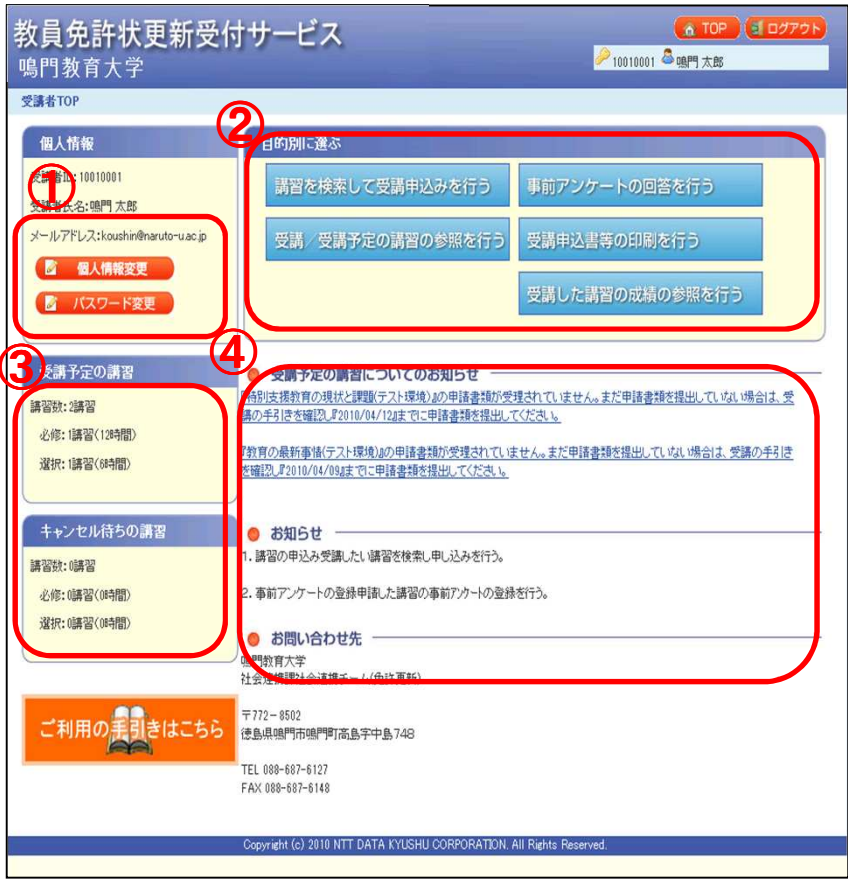 教員免許状更新受付サービス
鳴門教育大学
TOP
ログアウト
10010001 鳴門 太郎
受講者TOP
個人情報
①
受講者ID:10010001
受講者氏名:鳴門 太郎
メールアドレス:koushin@naruto-u.ac.jp
個人情報変更
パスワード変更
②
目的別に選ぶ
講習を検索して受講申込みを行う
事前アンケートの回答を行う
受講/受講予定の講習の参照を行う
受講申込書等の印刷を行う
受講した講習の成績の参照を行う
③
受講予定の講習
講習数:2講習
必修:1講習(12時間)
選択:1講習(6時間)
キャンセル待ちの講習
講習数:0講習
必修:0講習(0時間)
選択:0講習(0時間)
ご利用の手引きはこちら
④
受講予定の講習についてのお知らせ
『特別支援教育の現状と課題(テスト環境)』の申請書類が受理されていません。まだ申請書類を提出していない場合は、受
講の手引きを確認し『2010/04/12』までに申請書類を提出してください。
『教育の最新事情(テスト環境)』の申請書類が受理されていません。まだ申請書類を提出していない場合は、受講の手引き
を確認し『2010/04/09』までに申請書類を提出してください。
お知らせ
1. 講習の申込み受講したい講習を検索し申し込みを行う。
2. 事前アンケートの登録申請した講習の事前アンケートの登録を行う。
お問い合わせ先
鳴門教育大学
社会連携課社会連携チーム(免許更新)
〒772-8502
徳島県鳴門市鳴門町高島字中島748
TEL 088-687-6127
FAX 088-687-6148
Copyright (c) 2010 NTT DATA KYUSHU CORPORATION. All Rights Reserved.